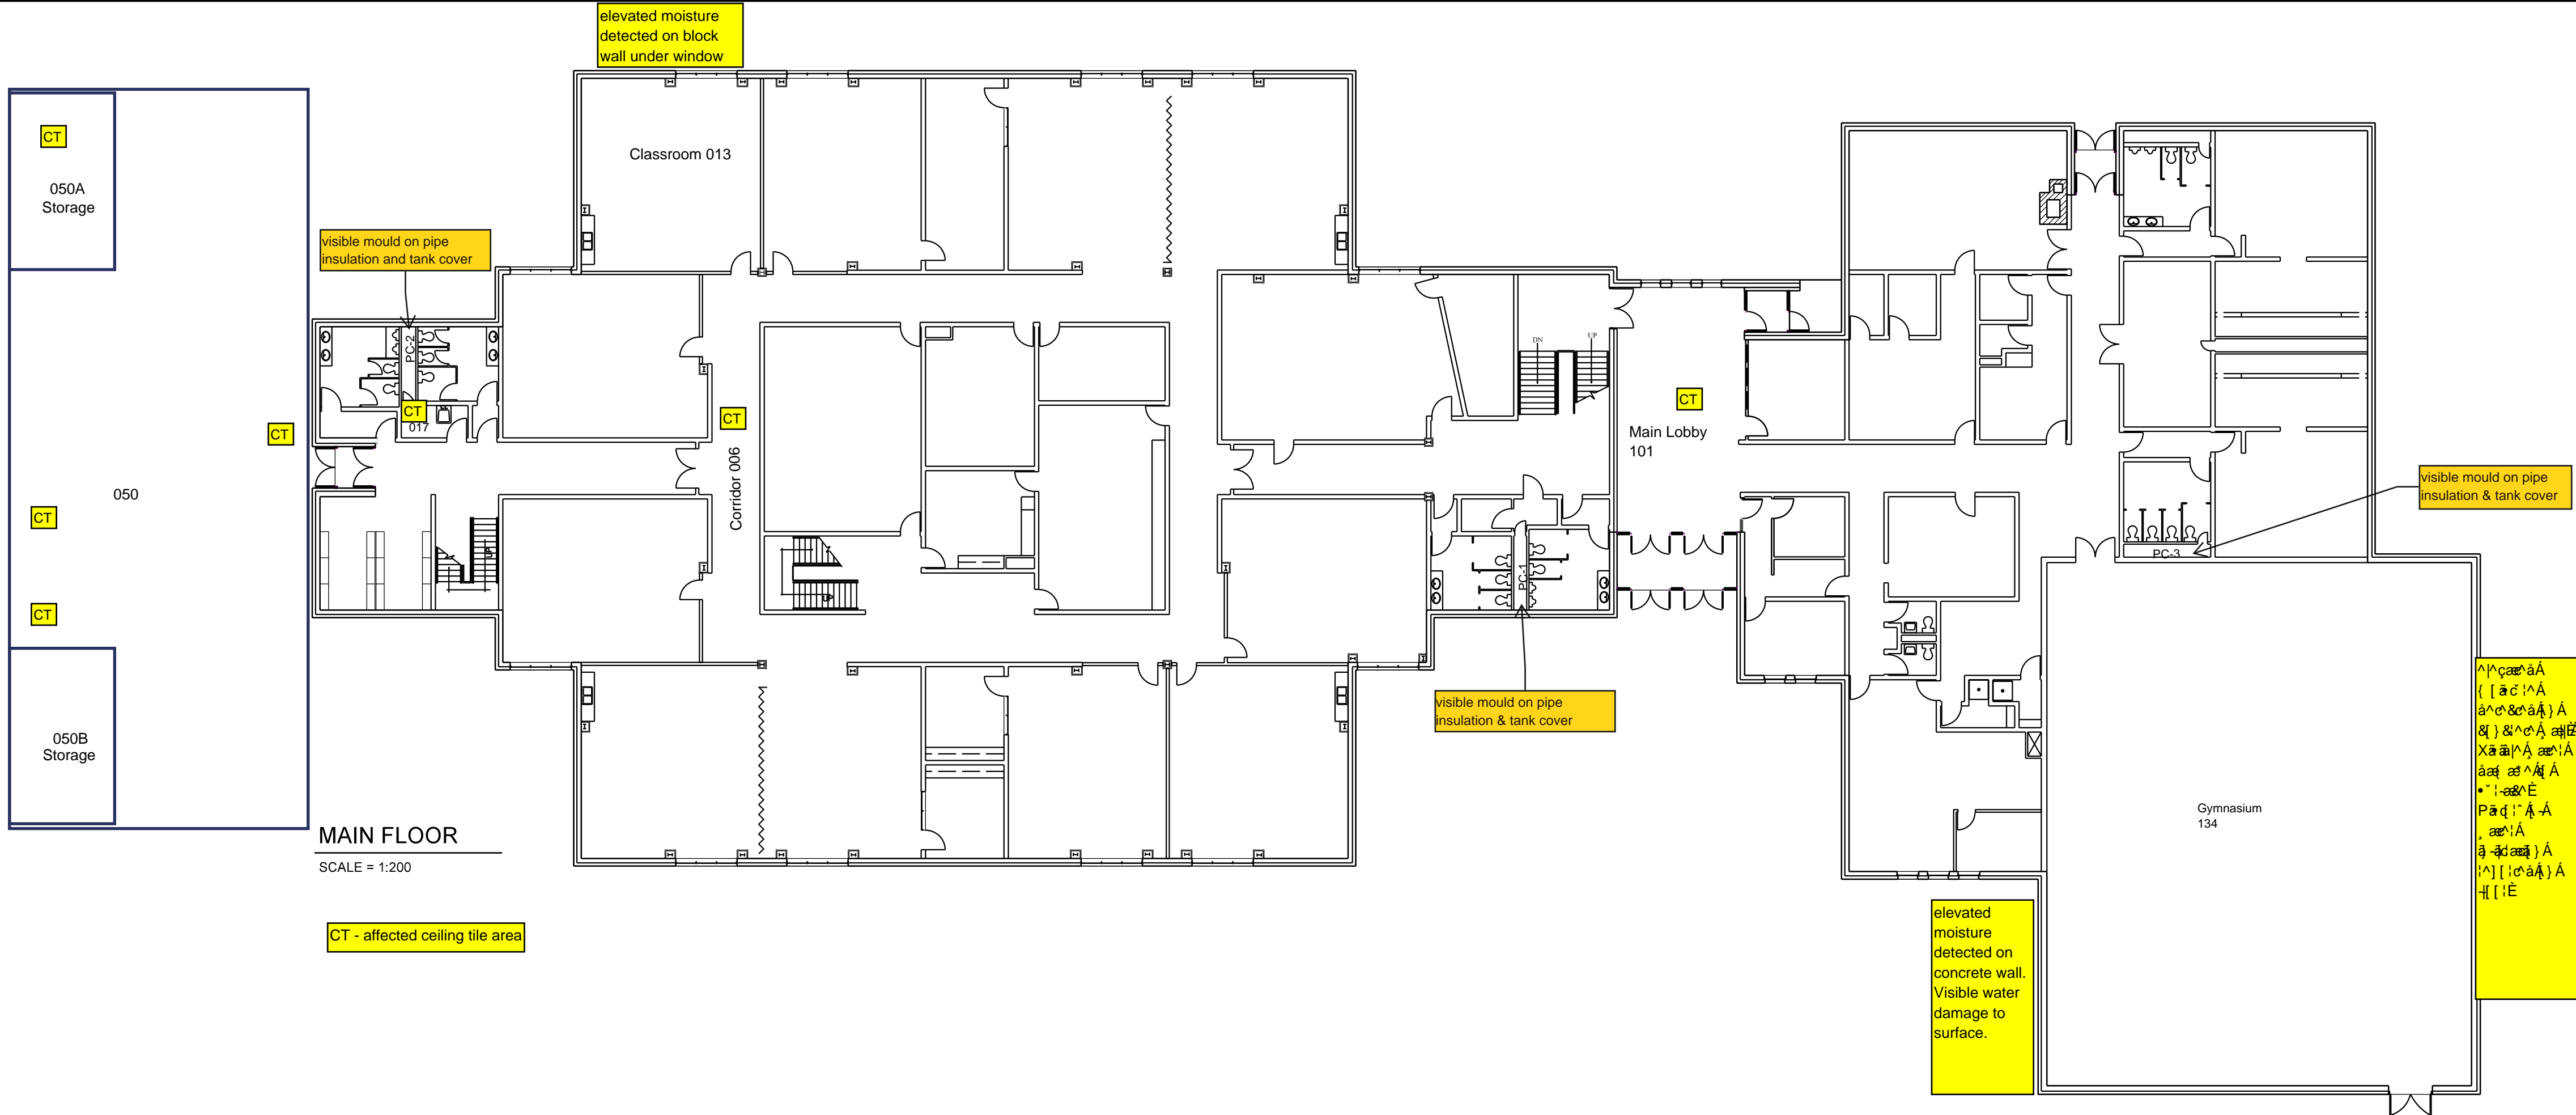 elevated moisture
detected on block
wall under window
CT
050A
Storage
Classroom 013
visible mould on pipe
insulation and tank cover
PC-2
CT
017
CT
CT
Corridor 006
DN
UP
CT
Main Lobby
101
050
CT
CT
UP
UP
PC-1
visible mould on pipe
insulation & tank cover
PC-3
visible mould on pipe
insulation & tank cover
050B
Storage
MAIN FLOOR
SCALE = 1:200
CT - affected ceiling tile area
Gymnasium
134
elevated
moisture
detected on
concrete wall.
Visible water
damage to
surface.